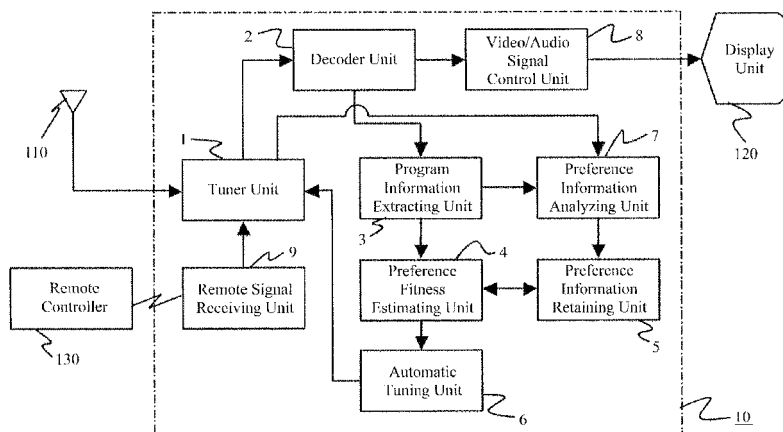 2
Decoder Unit
Video/Audio
Signal
Control Unit
8
Display
Unit
120
110
1
Tuner Unit
Program
Information
Extracting Unit
3
7
Preference
Information
Analyzing Unit
Remote
Controller
130
9
Remote Signal
Receiving Unit
4
Preference
Fitness
Estimating Unit
Preference
Information
Retaining Unit
5
Automatic
Tuning Unit
6
10